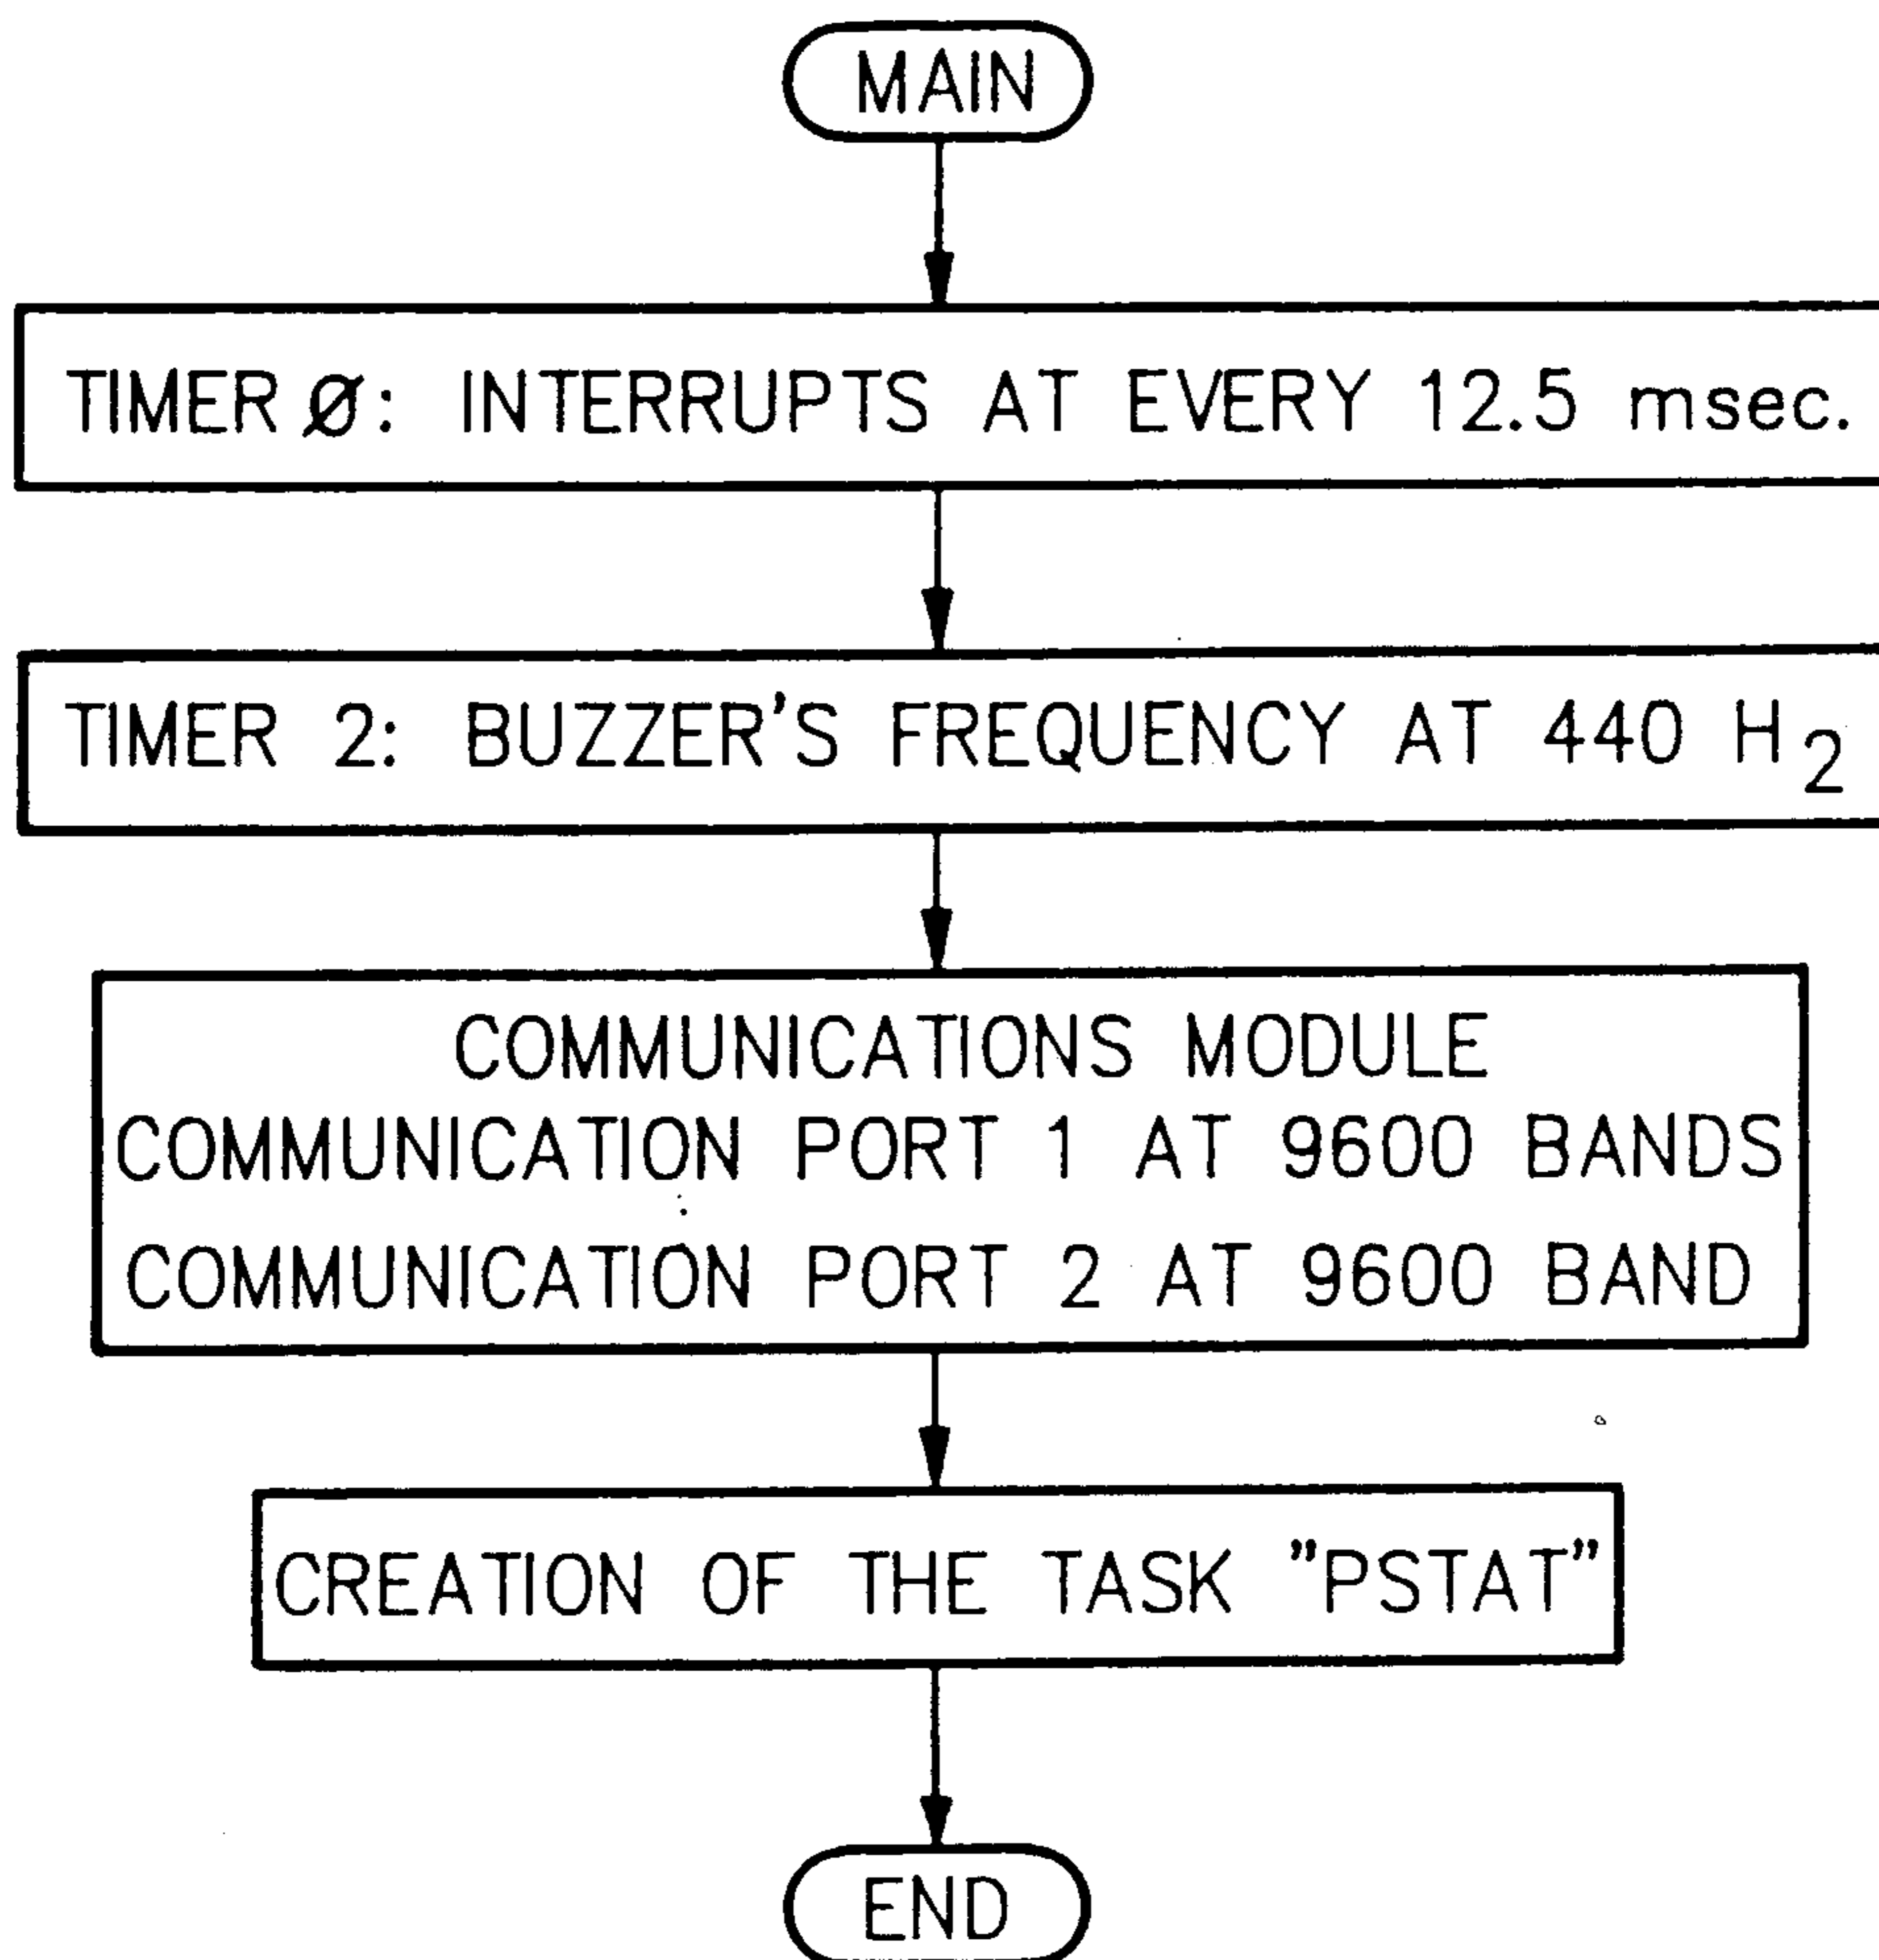 MAIN
TIMER Ø: INTERRUPTS AT EVERY 12.5 msec.
TIMER 2: BUZZER'S FREQUENCY AT 440 H2
COMMUNICATIONS MODULE
COMMUNICATION PORT 1 AT 9600 BANDS
COMMUNICATION PORT 2 AT 9600 BAND
CREATION OF THE TASK "PSTAT"
END